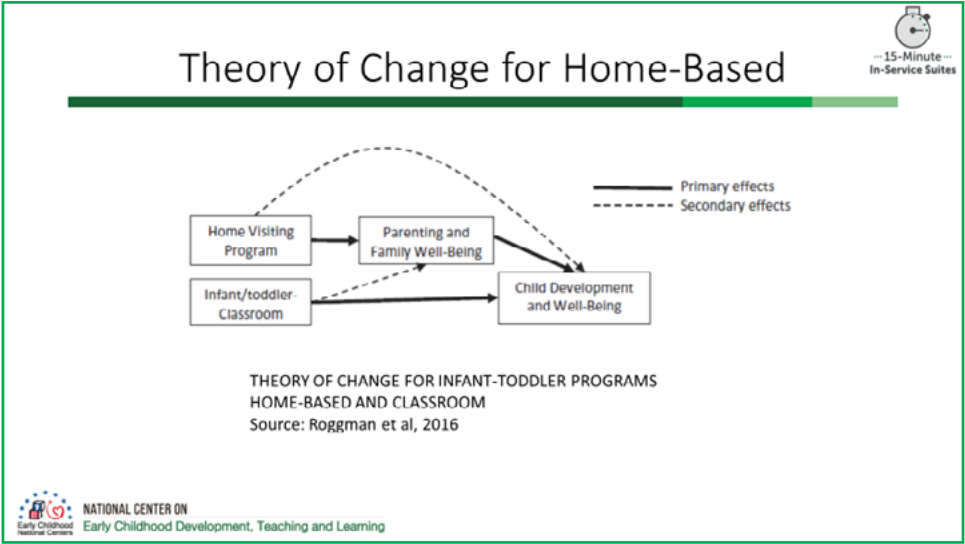 15-Minute
In-Service Suites
Theory of Change for Home-Based
Primary effects
Secondary effects
Home Visiting
Program
Parenting and
Family Well-Being
Infant/toddler-
Classroom
Child Development
and Well-Being
THEORY OF CHANGE FOR INFANT-TODDLER PROGRAMS
HOME-BASED AND CLASSROOM
Source: Roggman et al, 2016
Early Childhood
National Centers
NATIONAL CENTER ON
Early Childhood Development, Teaching and Learning